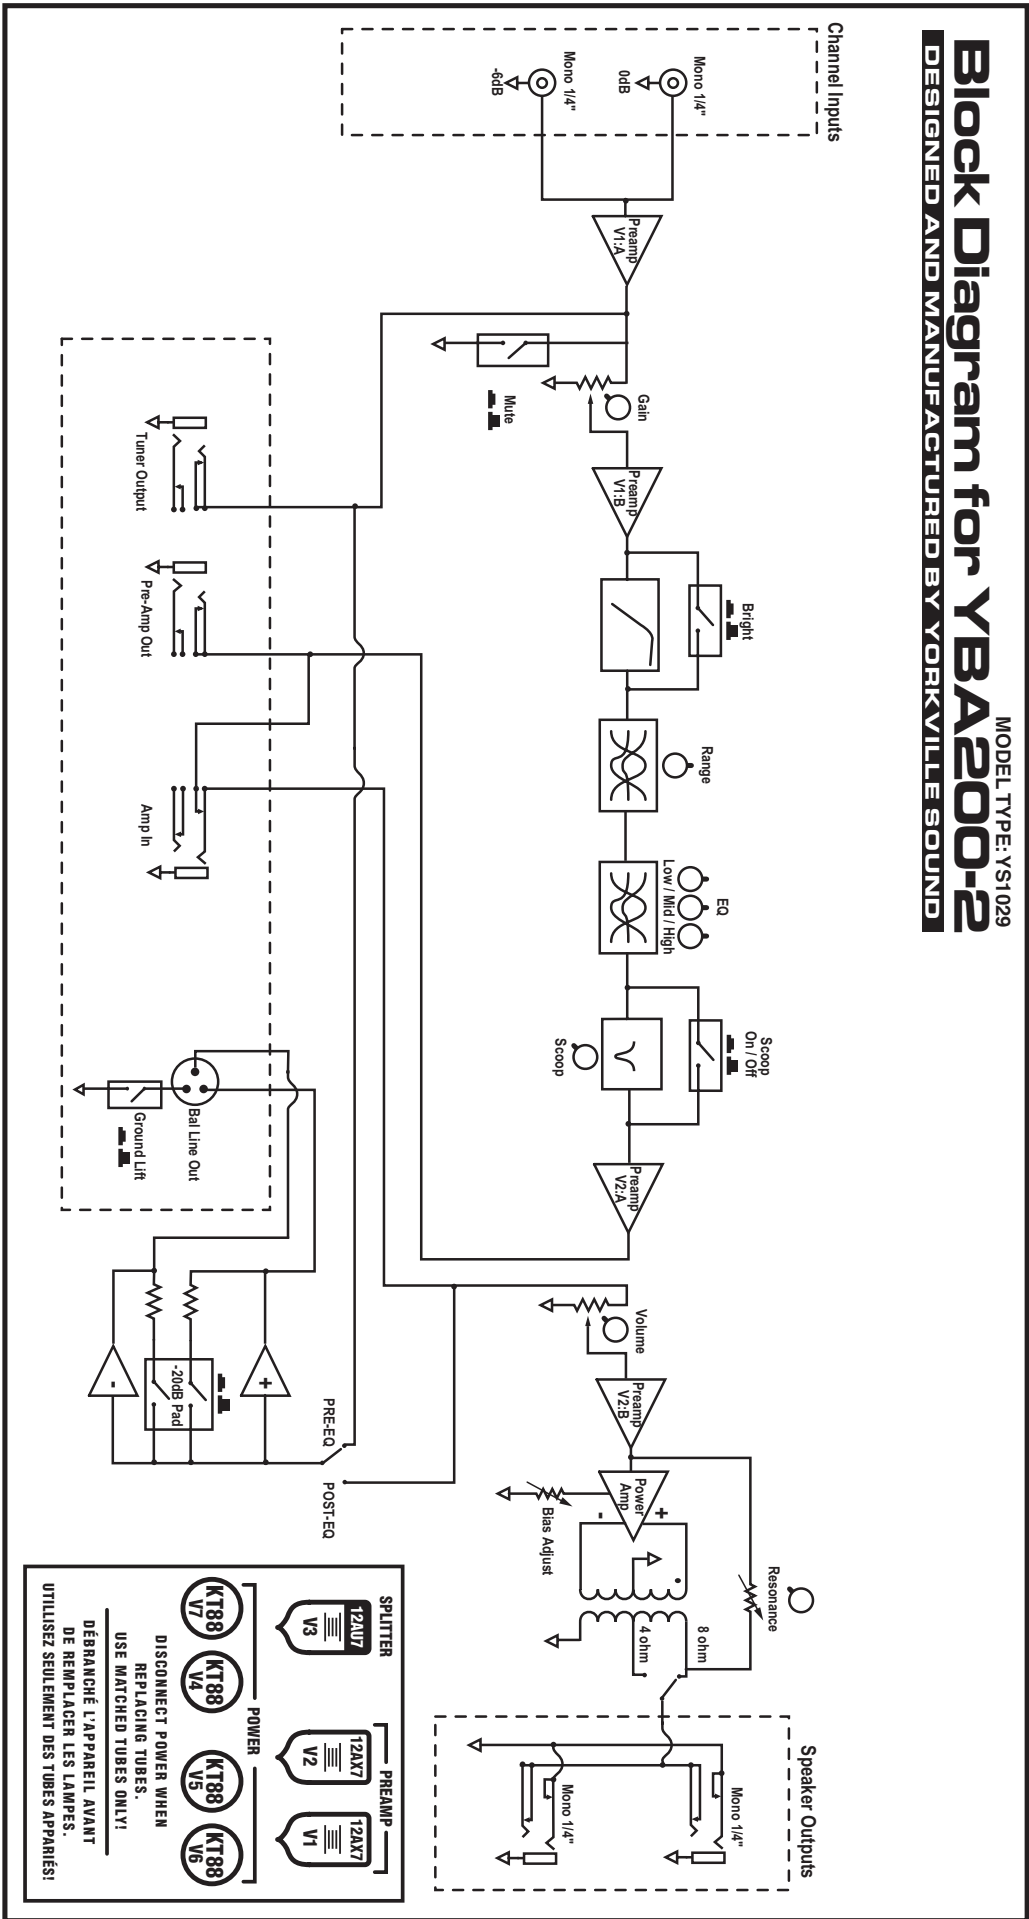 MODEL TYPE: YS1029
Block Diagram for YBA200-2
DESIGNED AND MANUFACTURED BY YORKVILLE SOUND
Channel Inputs
Mono 1/4"
0dB
Mono 1/4"
-6dB
Preamp
V1:A
Mute
Gain
Preamp
V1:B
Bright
Range
EQ
Low / Mid / High
Scoop
On / Off
Scoop
Preamp
V2:A
Volume
Preamp
V2:B
Power
Amp
+
-
Bias Adjust
Resonance
8 ohm
4 ohm
Speaker Outputs
Mono 1/4"
Mono 1/4"
Tuner Output
Pre-Amp Out
Amp In
Bal Line Out
Ground Lift
+
-20dB Pad
-
PRE-EQ
POST-EQ
SPLITTER
PREAMP
12AU7
V3
12AX7
V2
12AX7
V1
POWER
KT88
V7
KT88
V4
KT88
V5
KT88
V6
DISCONNECT POWER WHEN
REPLACING TUBES.
USE MATCHED TUBES ONLY!
DÉBRANCHÉ L'APPAREIL AVANT
DE REMPLACER LES LAMPES.
UTILLISEZ SEULEMENT DES TUBES APPARIÉS!